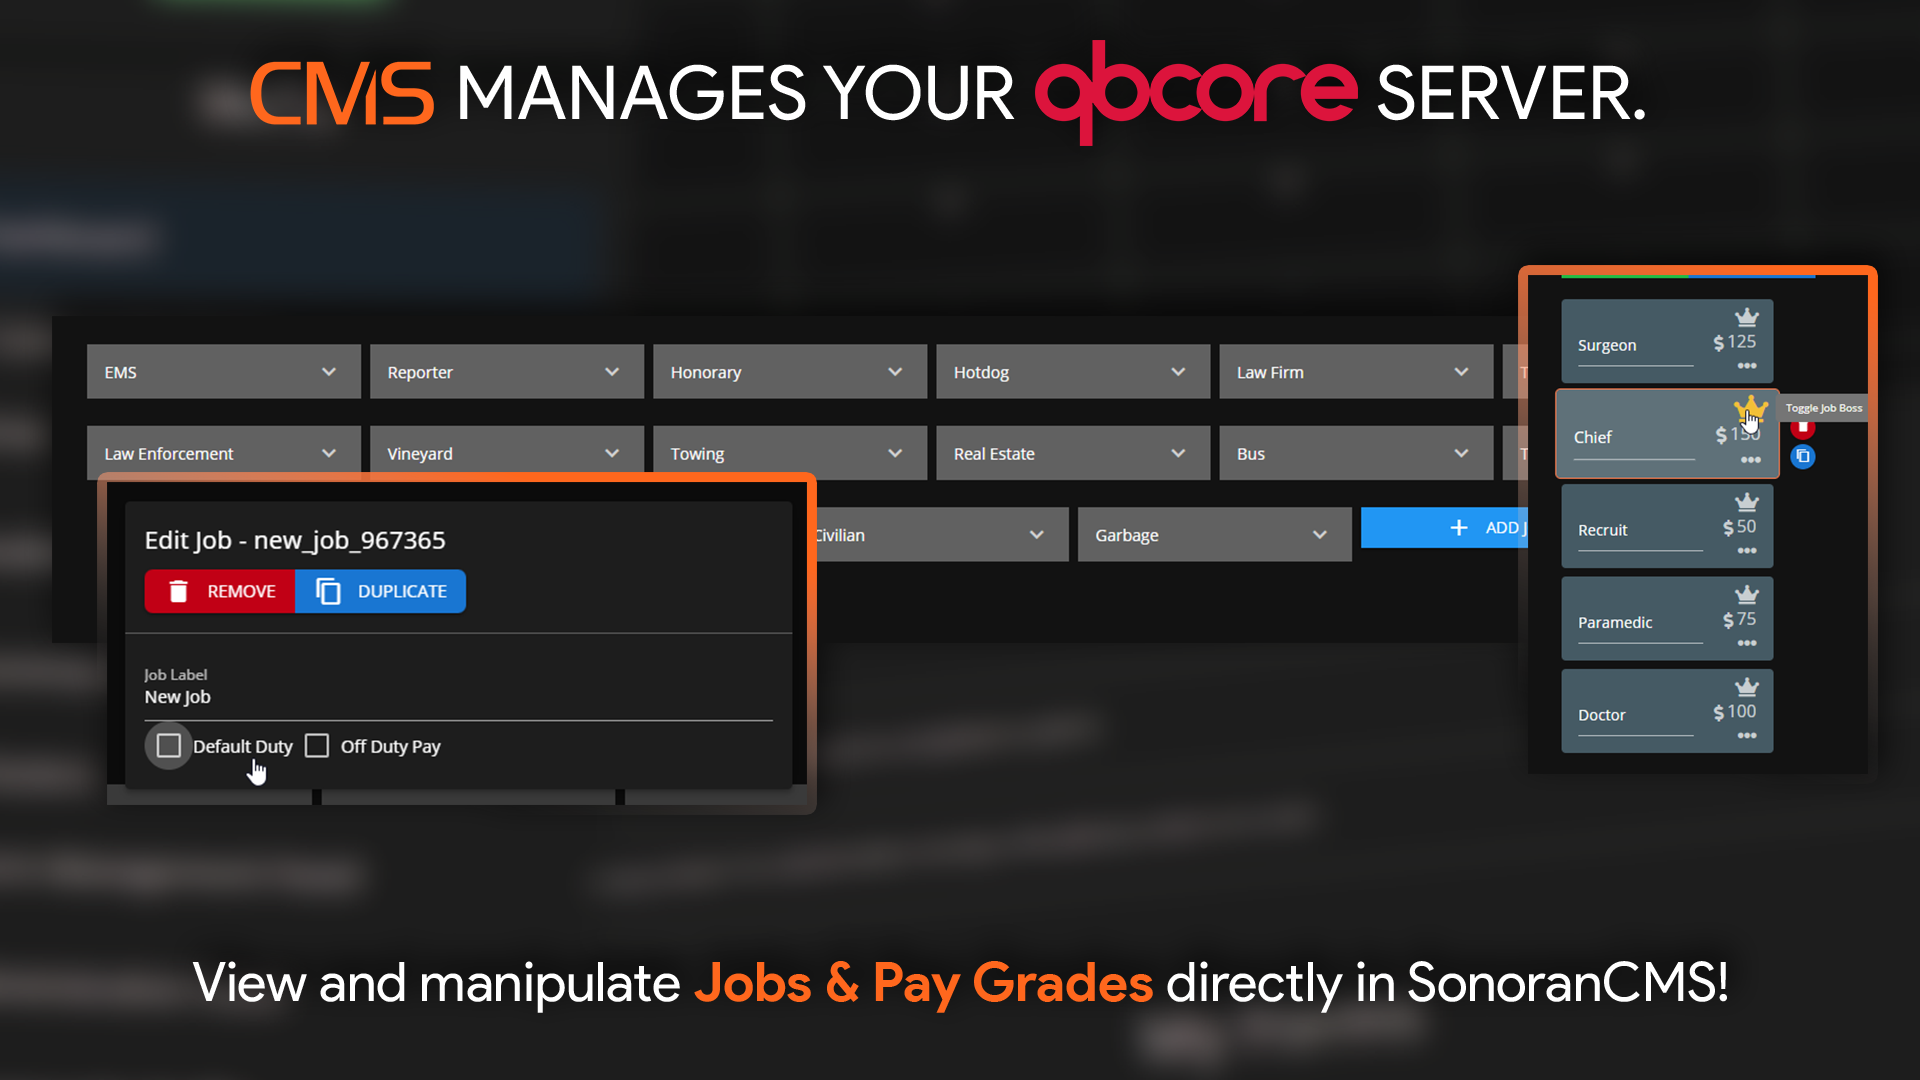 CMS MANAGES YOUR qbcore SERVER.
EMS
Reporter
Honorary
Hotdog
Law Firm
Law Enforcement
Vineyard
Towing
Real Estate
Bus
Civilian
Garbage
+ ADD J
Edit Job - new_job_967365
REMOVE
DUPLICATE
Job Label
New Job
Default Duty
Off Duty Pay
Surgeon
$ 125
Chief
$ 150
Toggle Job Boss
Recruit
$ 50
Paramedic
$ 75
Doctor
$ 100
View and manipulate Jobs & Pay Grades directly in SonoranCMS!